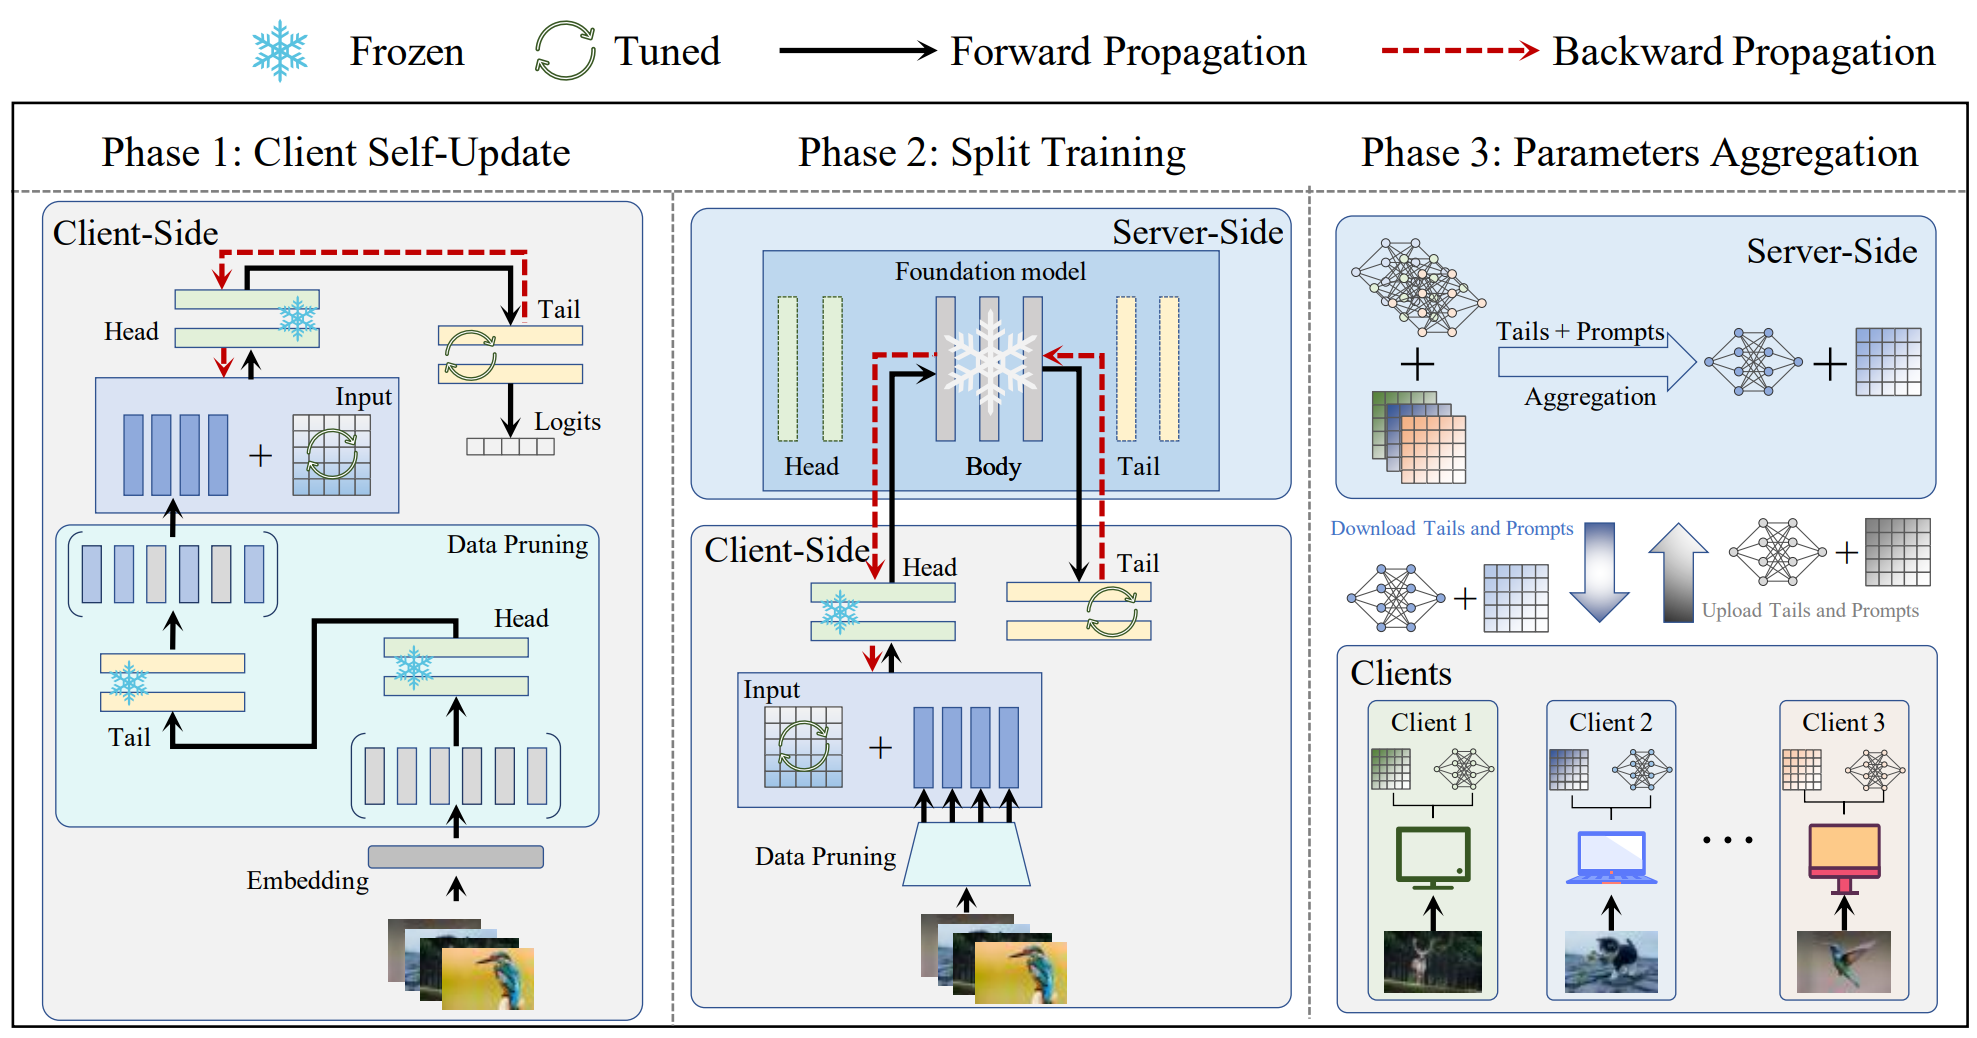 Frozen
Tuned
Forward Propagation
Backward Propagation
Phase 1: Client Self-Update
Phase 2: Split Training
Phase 3: Parameters Aggregation
Client-Side
Head
Tail
Input
+
Logits
Data Pruning
Head
Tail
Embedding
Server-Side
Foundation model
Head
Body
Tail
Client-Side
Head
Tail
Input
+
Data Pruning
Server-Side
+
Tails + Prompts
Aggregation
+
Download Tails and Prompts
+
+
Upload Tails and Prompts
Clients
Client 1
Client 2
Client 3
...